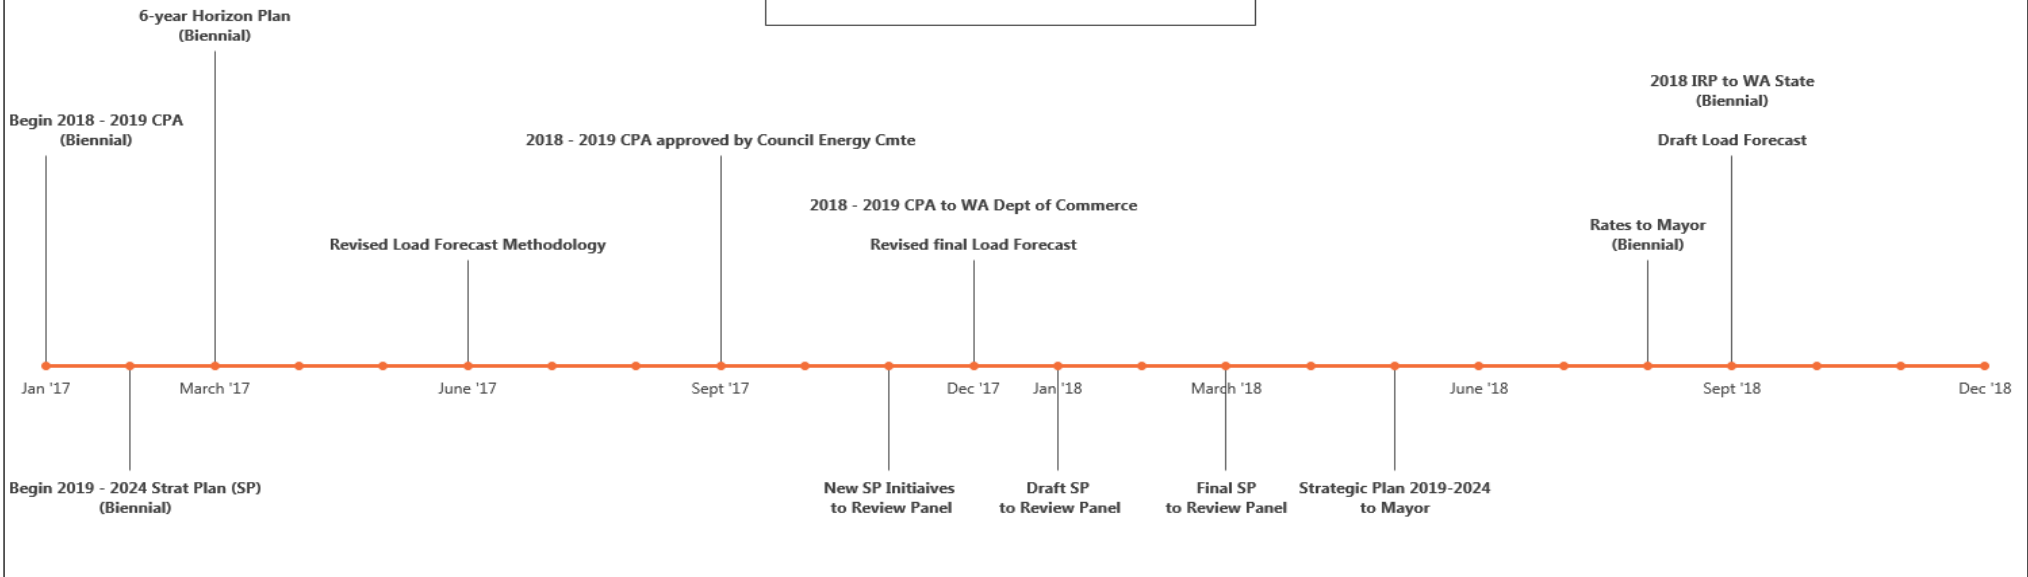 6-year Horizon Plan
(Biennial)
Begin 2018 - 2019 CPA
(Biennial)
2018 - 2019 CPA approved by Council Energy Cmte
2018 IRP to WA State
(Biennial)
Draft Load Forecast
2018 - 2019 CPA to WA Dept of Commerce
Revised Load Forecast Methodology
Revised final Load Forecast
Rates to Mayor
(Biennial)
Jan '17
March '17
June '17
Sept '17
Dec '17
Jan '18
March '18
June '18
Sept '18
Dec '18
Begin 2019 - 2024 Strat Plan (SP)
(Biennial)
New SP Initiaives
to Review Panel
Draft SP
to Review Panel
Final SP
to Review Panel
Strategic Plan 2019-2024
to Mayor